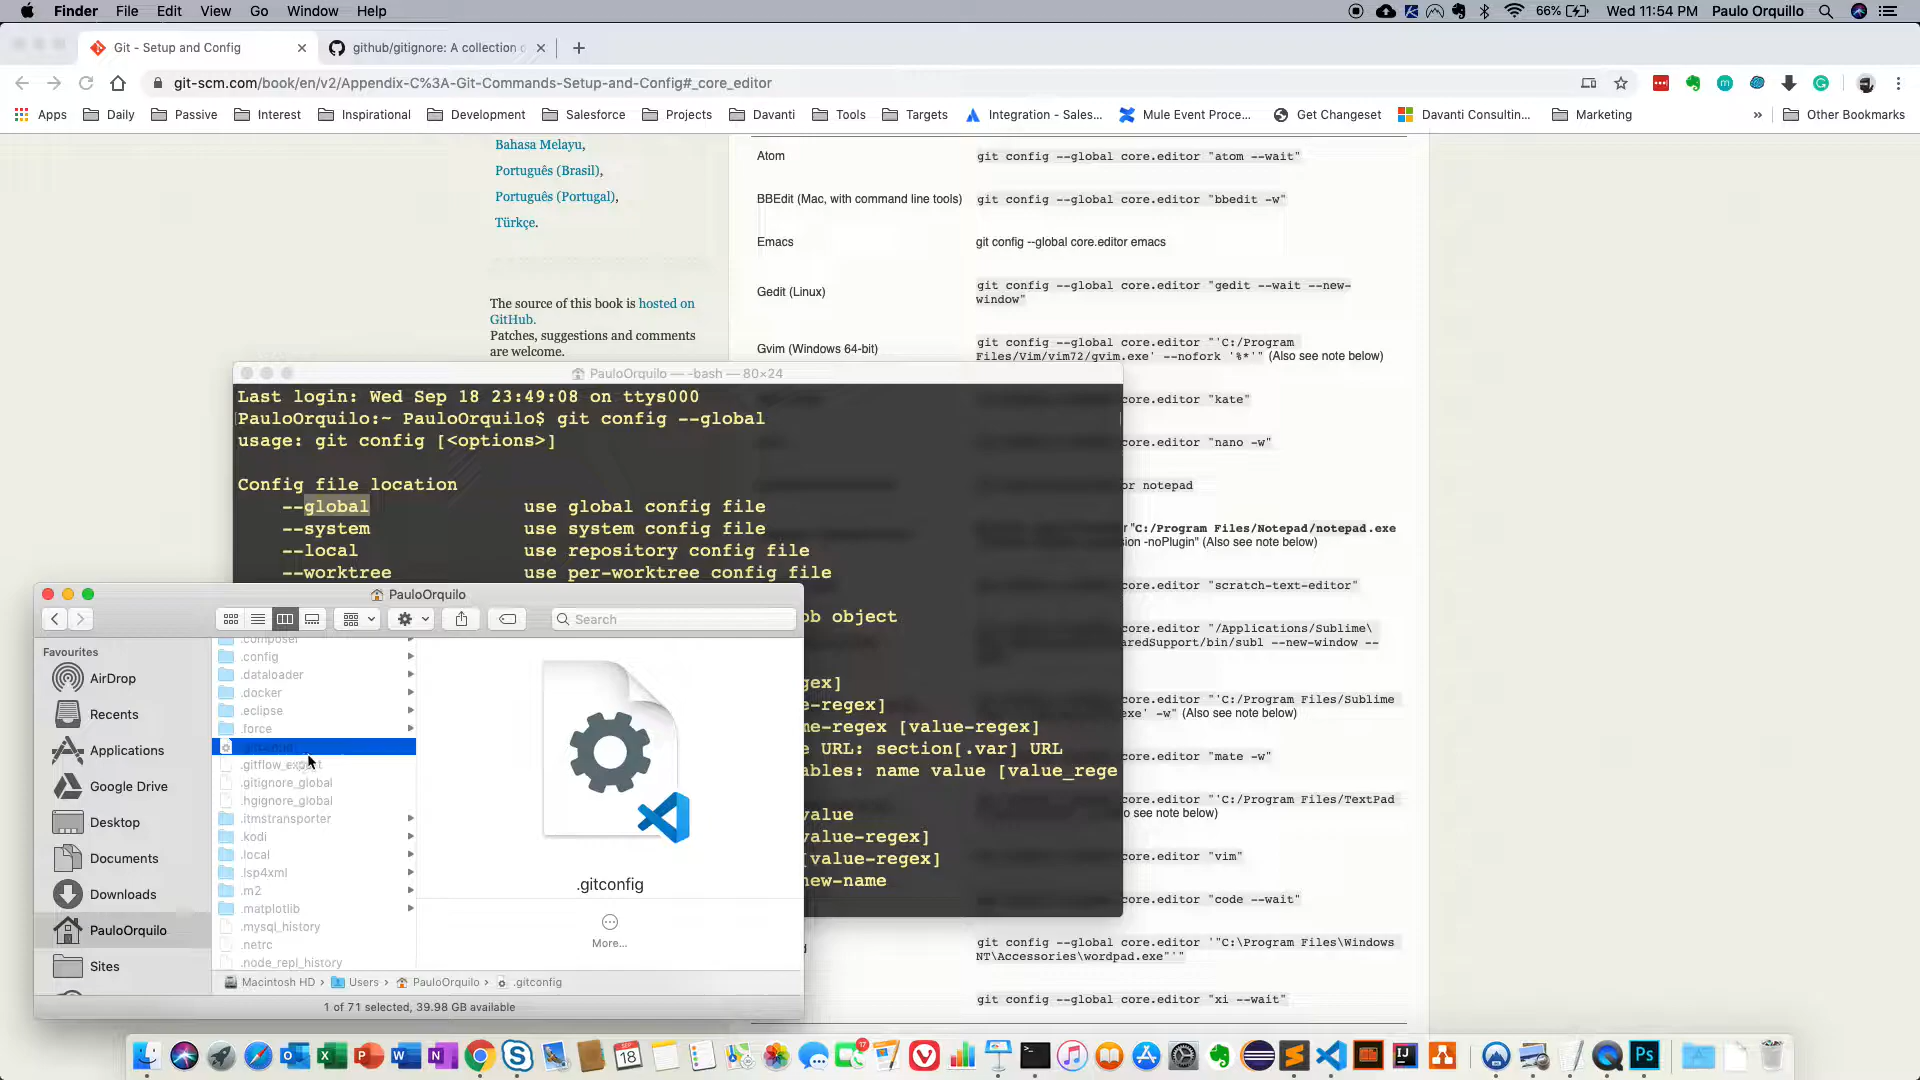 Finder File Edit View Go Window Help
66% Wed 11:54 PM Paulo Orquillo
Git - Setup and Config
github/gitignore: A collection
git-scm.com/book/en/v2/Appendix-C%3A-Git-Commands-Setup-and-Config#_core_editor
Apps Daily Passive Interest Inspirational Development Salesforce Projects Davanti Tools Targets Integration - Sales... Mule Event Proce... Get Changeset Davanti Consultin... Marketing » Other Bookmarks
Bahasa Melayu,
Português (Brasil),
Português (Portugal),
Türkçe.
The source of this book is hosted on
GitHub.
Patches, suggestions and comments
are welcome.
Atom git config --global core.editor "atom --wait"
BBEdit (Mac, with command line tools) git config --global core.editor "bbedit -w"
Emacs git config --global core.editor emacs
Gedit (Linux) git config --global core.editor "gedit --wait --new-
window"
Gvim (Windows 64-bit) git config --global core.editor "'C:/Program
Files/Vim/vim72/gvim.exe' --nofork '%*'" (Also see note below)
core.editor "kate"
core.editor "nano -w"
or notepad
"C:/Program Files/Notepad/notepad.exe
-noPlugin" (Also see note below)
core.editor "scratch-text-editor"
core.editor "/Applications/Sublime\
bin/subl --new-window --
core.editor "'C:/Program Files/Sublime
-w" (Also see note below)
core.editor "mate -w"
core.editor "'C:/Program Files/TextPad
see note below)
core.editor "vim"
core.editor "code --wait"
git config --global core.editor '"C:\Program Files\Windows
NT\Accessories\wordpad.exe"'"
git config --global core.editor "xi --wait"
PauloOrquilo — -bash — 80×24
Last login: Wed Sep 18 23:49:08 on ttys000
PauloOrquilo:~ PauloOrquilo$ git config --global
usage: git config [<options>]
Config file location
--global use global config file
--system use system config file
--local use repository config file
--worktree use per-worktree config file
object
URL: section[.var] URL
name value [value_rege
[value-regex]
PauloOrquilo
Search
Favourites
AirDrop
Recents
Applications
Google Drive
Desktop
Documents
Downloads
PauloOrquilo
Sites
.composer
.config
.dataloader
.docker
.eclipse
.force
.gitconfig
.gitignore_global
.hgignore_global
.itmstransporter
.kodi
.local
.lsp4xml
.m2
.matplotlib
.mysql_history
.netrc
.node_repl_history
.gitconfig
More...
Macintosh HD › Users › PauloOrquilo › .gitconfig
1 of 71 selected, 39.98 GB available